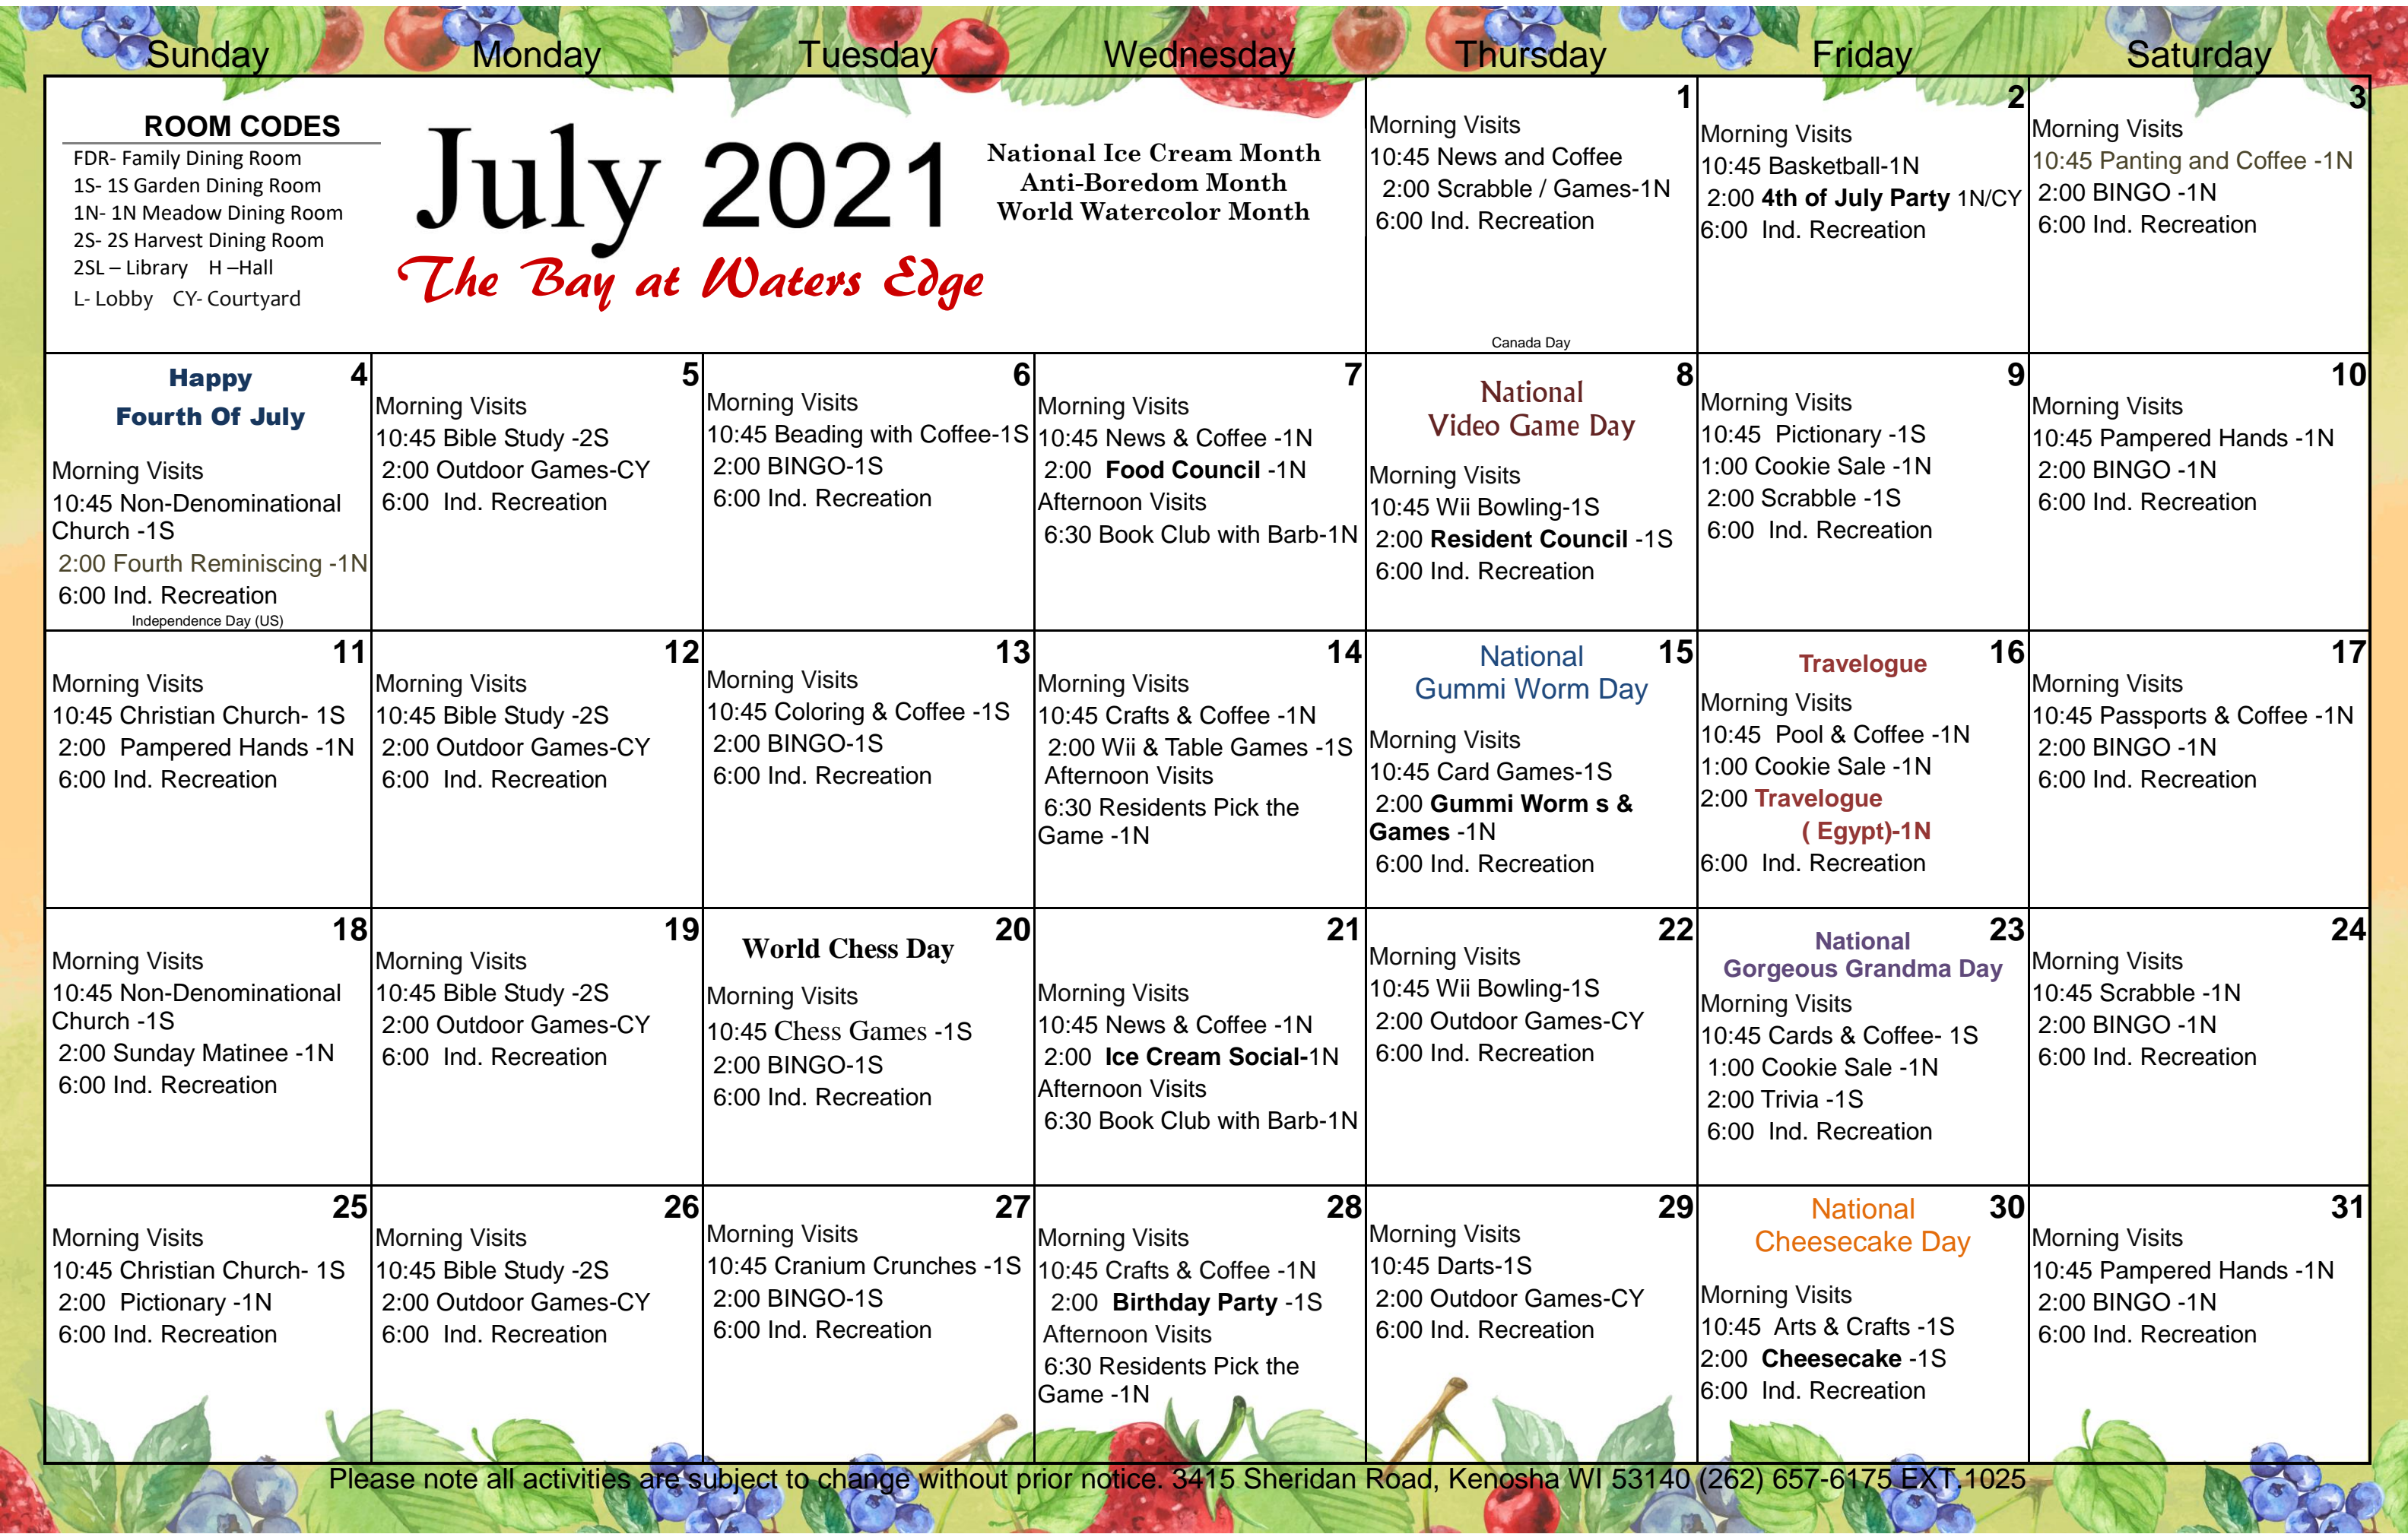 Sunday Monday Tuesday Wednesday Thursday Friday Saturday
ROOM CODES
FDR- Family Dining Room
1S- 1S Garden Dining Room
1N- 1N Meadow Dining Room
2S- 2S Harvest Dining Room
2SL – Library H –Hall
L- Lobby CY- Courtyard
July 2021
The Bay at Waters Edge
National Ice Cream Month
Anti-Boredom Month
World Watercolor Month
1
Morning Visits
10:45 News and Coffee
2:00 Scrabble / Games-1N
6:00 Ind. Recreation
Canada Day
2
Morning Visits
10:45 Basketball-1N
2:00 4th of July Party 1N/CY
6:00 Ind. Recreation
3
Morning Visits
10:45 Panting and Coffee -1N
2:00 BINGO -1N
6:00 Ind. Recreation
Happy 4
Fourth Of July
Morning Visits
10:45 Non-Denominational
Church -1S
2:00 Fourth Reminiscing -1N
6:00 Ind. Recreation
Independence Day (US)
5
Morning Visits
10:45 Bible Study -2S
2:00 Outdoor Games-CY
6:00 Ind. Recreation
6
Morning Visits
10:45 Beading with Coffee-1S
2:00 BINGO-1S
6:00 Ind. Recreation
7
Morning Visits
10:45 News & Coffee -1N
2:00 Food Council -1N
Afternoon Visits
6:30 Book Club with Barb-1N
8
National
Video Game Day
Morning Visits
10:45 Wii Bowling-1S
2:00 Resident Council -1S
6:00 Ind. Recreation
9
Morning Visits
10:45 Pictionary -1S
1:00 Cookie Sale -1N
2:00 Scrabble -1S
6:00 Ind. Recreation
10
Morning Visits
10:45 Pampered Hands -1N
2:00 BINGO -1N
6:00 Ind. Recreation
11
Morning Visits
10:45 Christian Church- 1S
2:00 Pampered Hands -1N
6:00 Ind. Recreation
12
Morning Visits
10:45 Bible Study -2S
2:00 Outdoor Games-CY
6:00 Ind. Recreation
13
Morning Visits
10:45 Coloring & Coffee -1S
2:00 BINGO-1S
6:00 Ind. Recreation
14
Morning Visits
10:45 Crafts & Coffee -1N
2:00 Wii & Table Games -1S
Afternoon Visits
6:30 Residents Pick the
Game -1N
National 15
Gummi Worm Day
Morning Visits
10:45 Card Games-1S
2:00 Gummi Worm s &
Games -1N
6:00 Ind. Recreation
Travelogue 16
Morning Visits
10:45 Pool & Coffee -1N
1:00 Cookie Sale -1N
2:00 Travelogue
( Egypt)-1N
6:00 Ind. Recreation
17
Morning Visits
10:45 Passports & Coffee -1N
2:00 BINGO -1N
6:00 Ind. Recreation
18
Morning Visits
10:45 Non-Denominational
Church -1S
2:00 Sunday Matinee -1N
6:00 Ind. Recreation
19
Morning Visits
10:45 Bible Study -2S
2:00 Outdoor Games-CY
6:00 Ind. Recreation
20
World Chess Day
Morning Visits
10:45 Chess Games -1S
2:00 BINGO-1S
6:00 Ind. Recreation
21
Morning Visits
10:45 News & Coffee -1N
2:00 Ice Cream Social-1N
Afternoon Visits
6:30 Book Club with Barb-1N
22
Morning Visits
10:45 Wii Bowling-1S
2:00 Outdoor Games-CY
6:00 Ind. Recreation
23
National
Gorgeous Grandma Day
Morning Visits
10:45 Cards & Coffee- 1S
1:00 Cookie Sale -1N
2:00 Trivia -1S
6:00 Ind. Recreation
24
Morning Visits
10:45 Scrabble -1N
2:00 BINGO -1N
6:00 Ind. Recreation
25
Morning Visits
10:45 Christian Church- 1S
2:00 Pictionary -1N
6:00 Ind. Recreation
26
Morning Visits
10:45 Bible Study -2S
2:00 Outdoor Games-CY
6:00 Ind. Recreation
27
Morning Visits
10:45 Cranium Crunches -1S
2:00 BINGO-1S
6:00 Ind. Recreation
28
Morning Visits
10:45 Crafts & Coffee -1N
2:00 Birthday Party -1S
Afternoon Visits
6:30 Residents Pick the
Game -1N
29
Morning Visits
10:45 Darts-1S
2:00 Outdoor Games-CY
6:00 Ind. Recreation
National 30
Cheesecake Day
Morning Visits
10:45 Arts & Crafts -1S
2:00 Cheesecake -1S
6:00 Ind. Recreation
31
Morning Visits
10:45 Pampered Hands -1N
2:00 BINGO -1N
6:00 Ind. Recreation
Please note all activities are subject to change without prior notice. 3415 Sheridan Road, Kenosha WI 53140 (262) 657-6175 EXT.1025